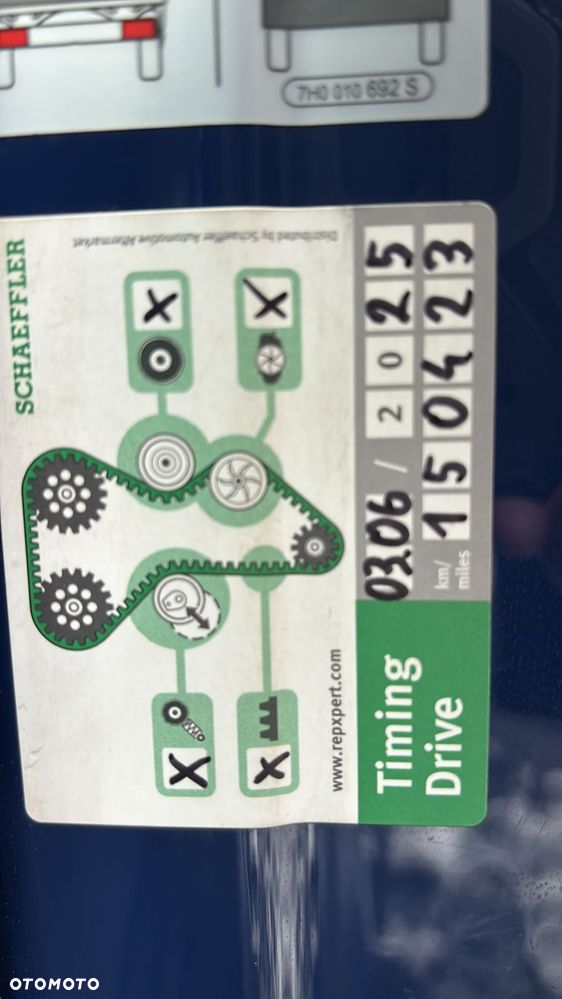 7H0 010 692 S
SCHAEFFLER
Distributed by Schaeffler Automotive Aftermarket
www.repxpert.com
Timing
Drive
03.06 / 2025
km/
miles
150423
OTOMOTO